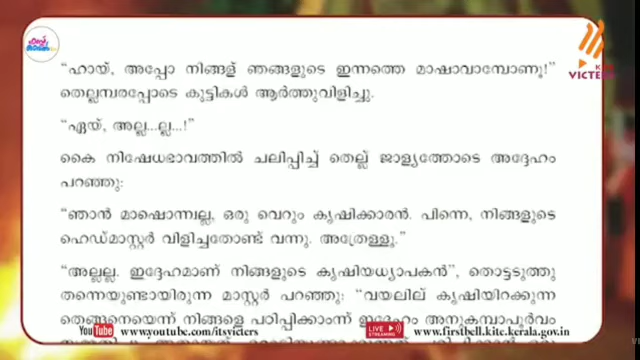 "ഹായ്, അപ്പോ നിങ്ങള് ഞങ്ങളുടെ ഇന്നത്തെ മാഷാവാമ്പോണൂ!"
തെല്ലമ്പരപ്പോടെ കുട്ടികൾ ആർത്തുവിളിച്ചു.
"ഏയ്, അല്ല...ല്ല...!"
കൈ നിഷേധഭാവത്തിൽ ചലിപ്പിച്ച് തെല്ല് ജാള്യത്തോടെ അദ്ദേഹം
പറഞ്ഞു:
"ഞാൻ മാഷൊന്ന്വല്ല, ഒരു വെറും കൃഷിക്കാരൻ. പിന്നെ, നിങ്ങളുടെ
ഹെഡ്മാസ്റ്റർ വിളിച്ചതോണ്ട് വന്നൂ. അത്രേള്ളൂ."
"അല്ലല്ല. ഇദ്ദേഹമാണ് നിങ്ങളുടെ കൃഷിയധ്യാപകൻ", തൊട്ടടുത്തു
തന്നെയുണ്ടായിരുന്ന മാസ്റ്റർ പറഞ്ഞു: "വയലില് കൃഷിയിറക്കുന്ന
തെങ്ങനെയെന്ന് നിങ്ങളെ പഠിപ്പിക്കാംന്ന് ഇദ്ദേഹം അനുകമ്പാപൂർവം
YouTube www.youtube.com/itsvicters LIVE STREAMING www.firstbell.kite.kerala.gov.in
VICTERS